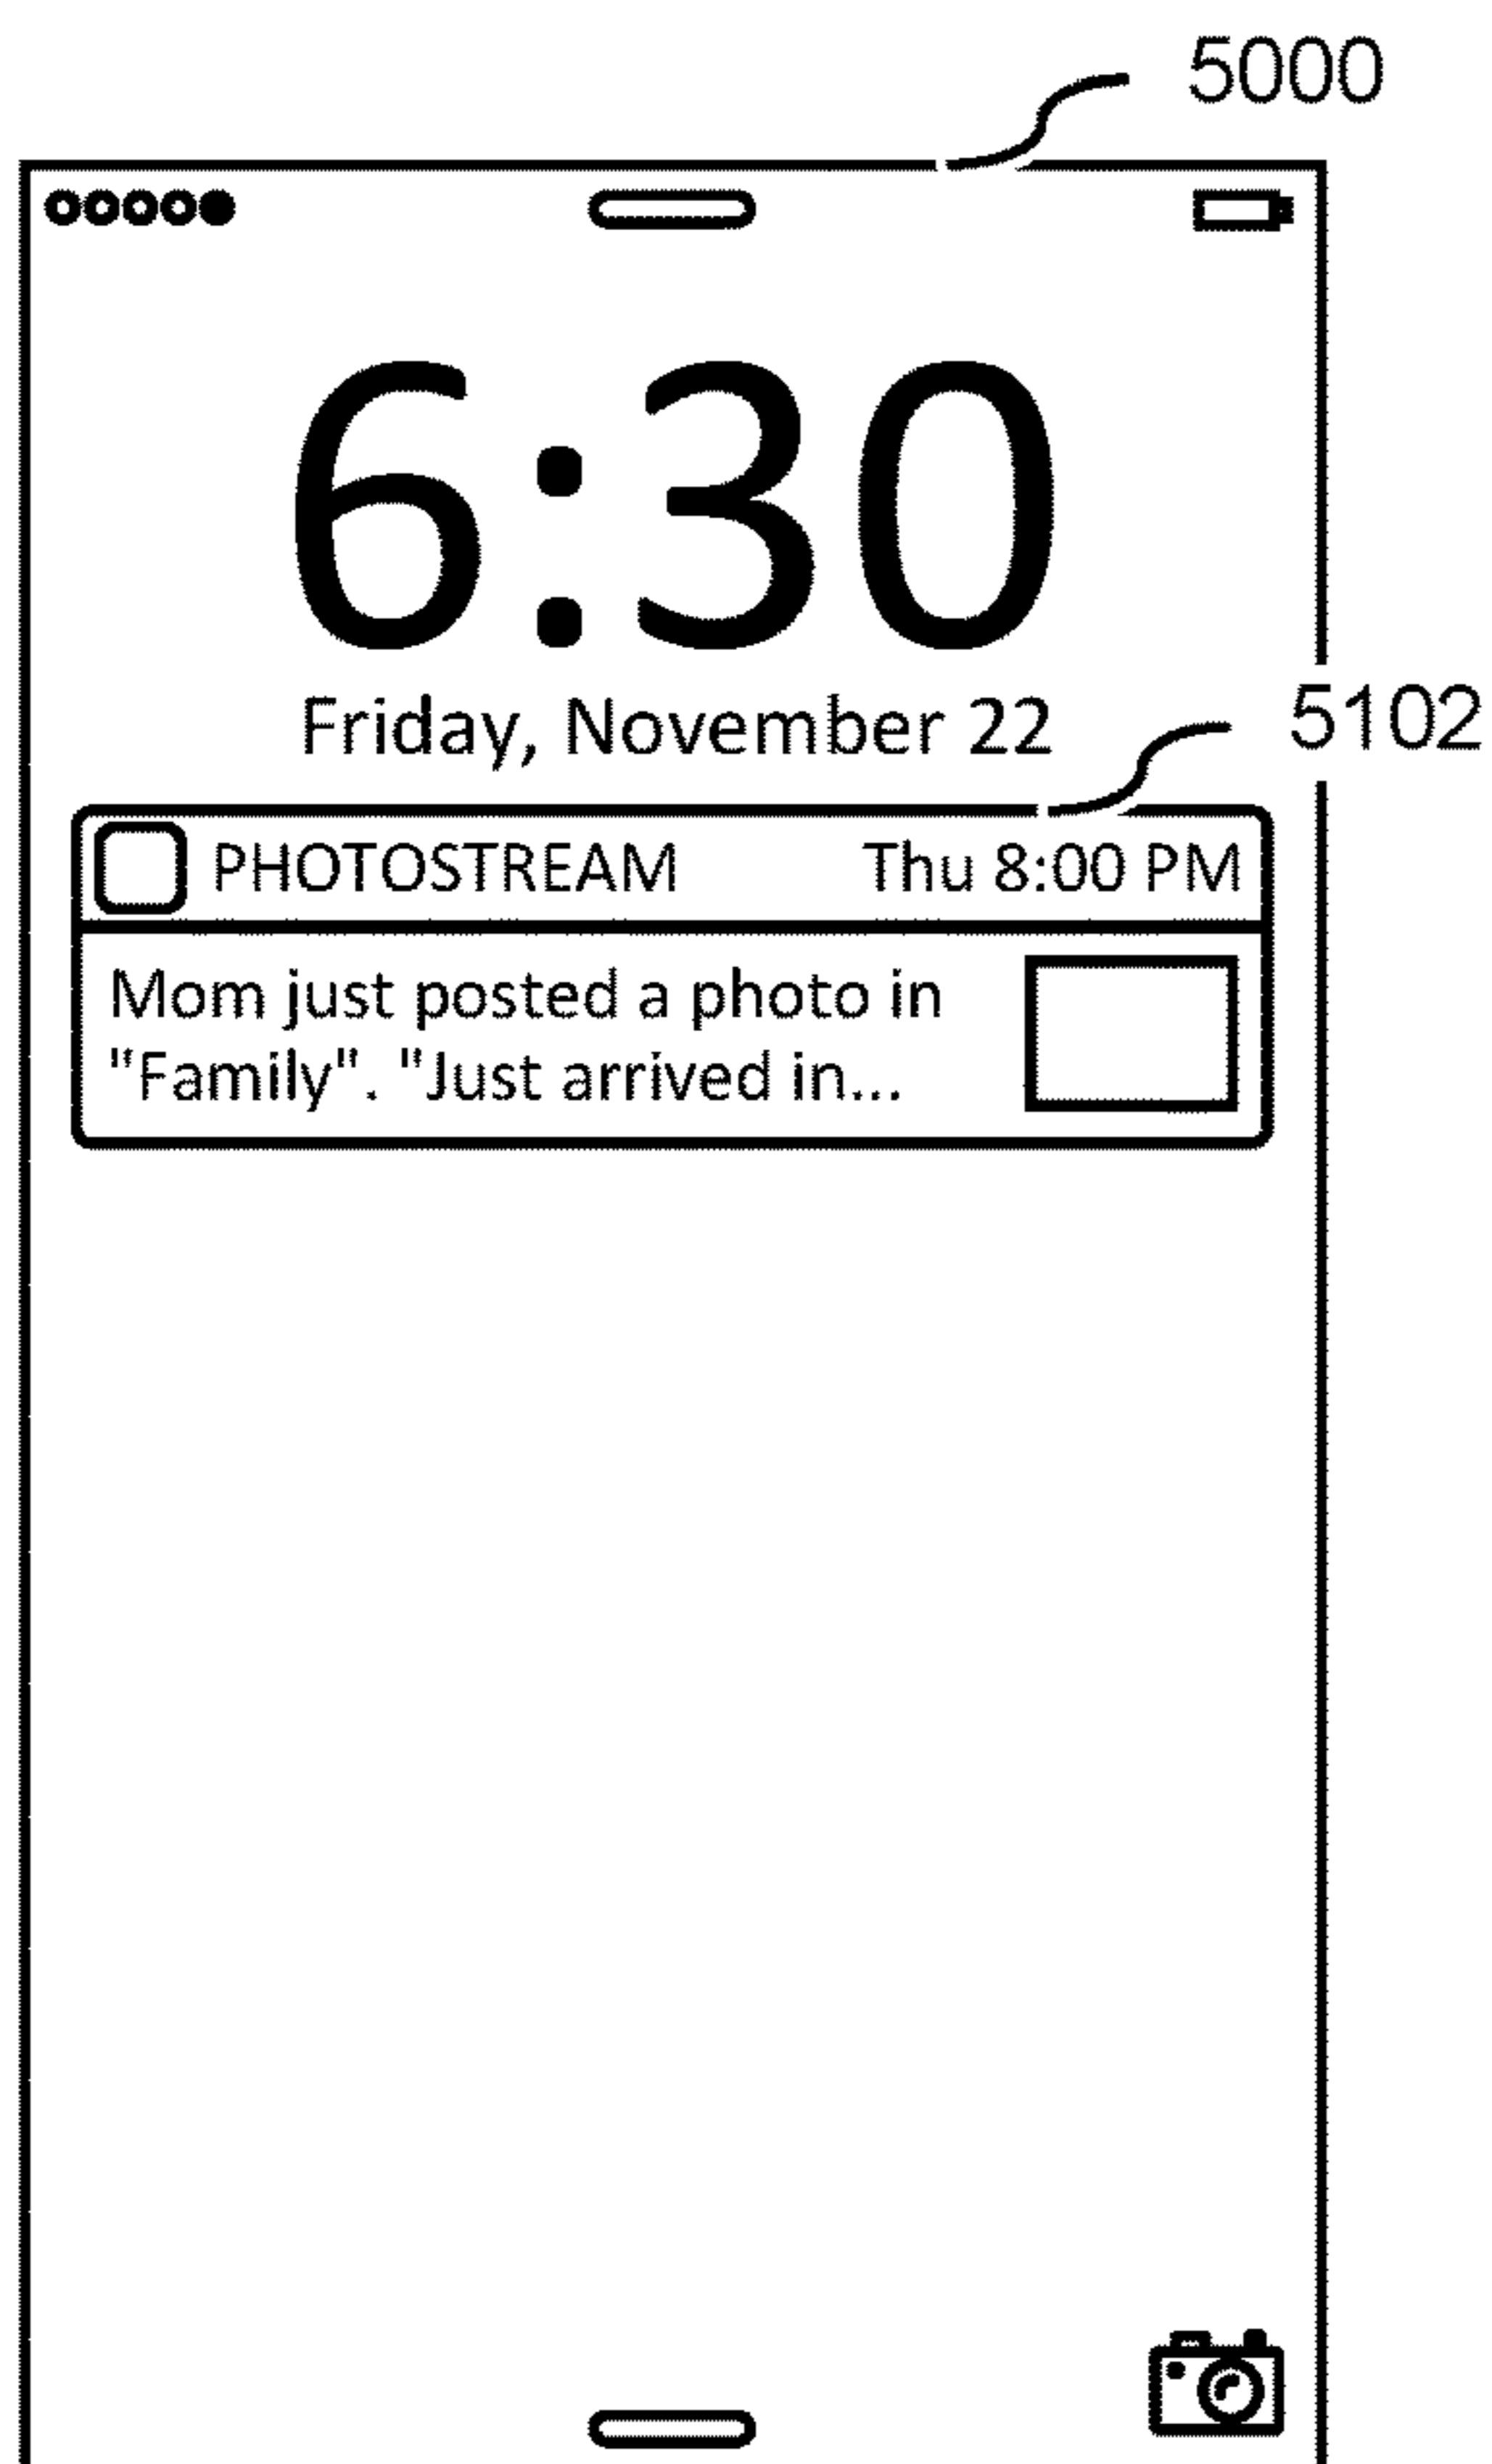 5000
6:30
Friday, November 22
5102
PHOTOSTREAM Thu 8:00 PM
Mom just posted a photo in
"Family". "Just arrived in...